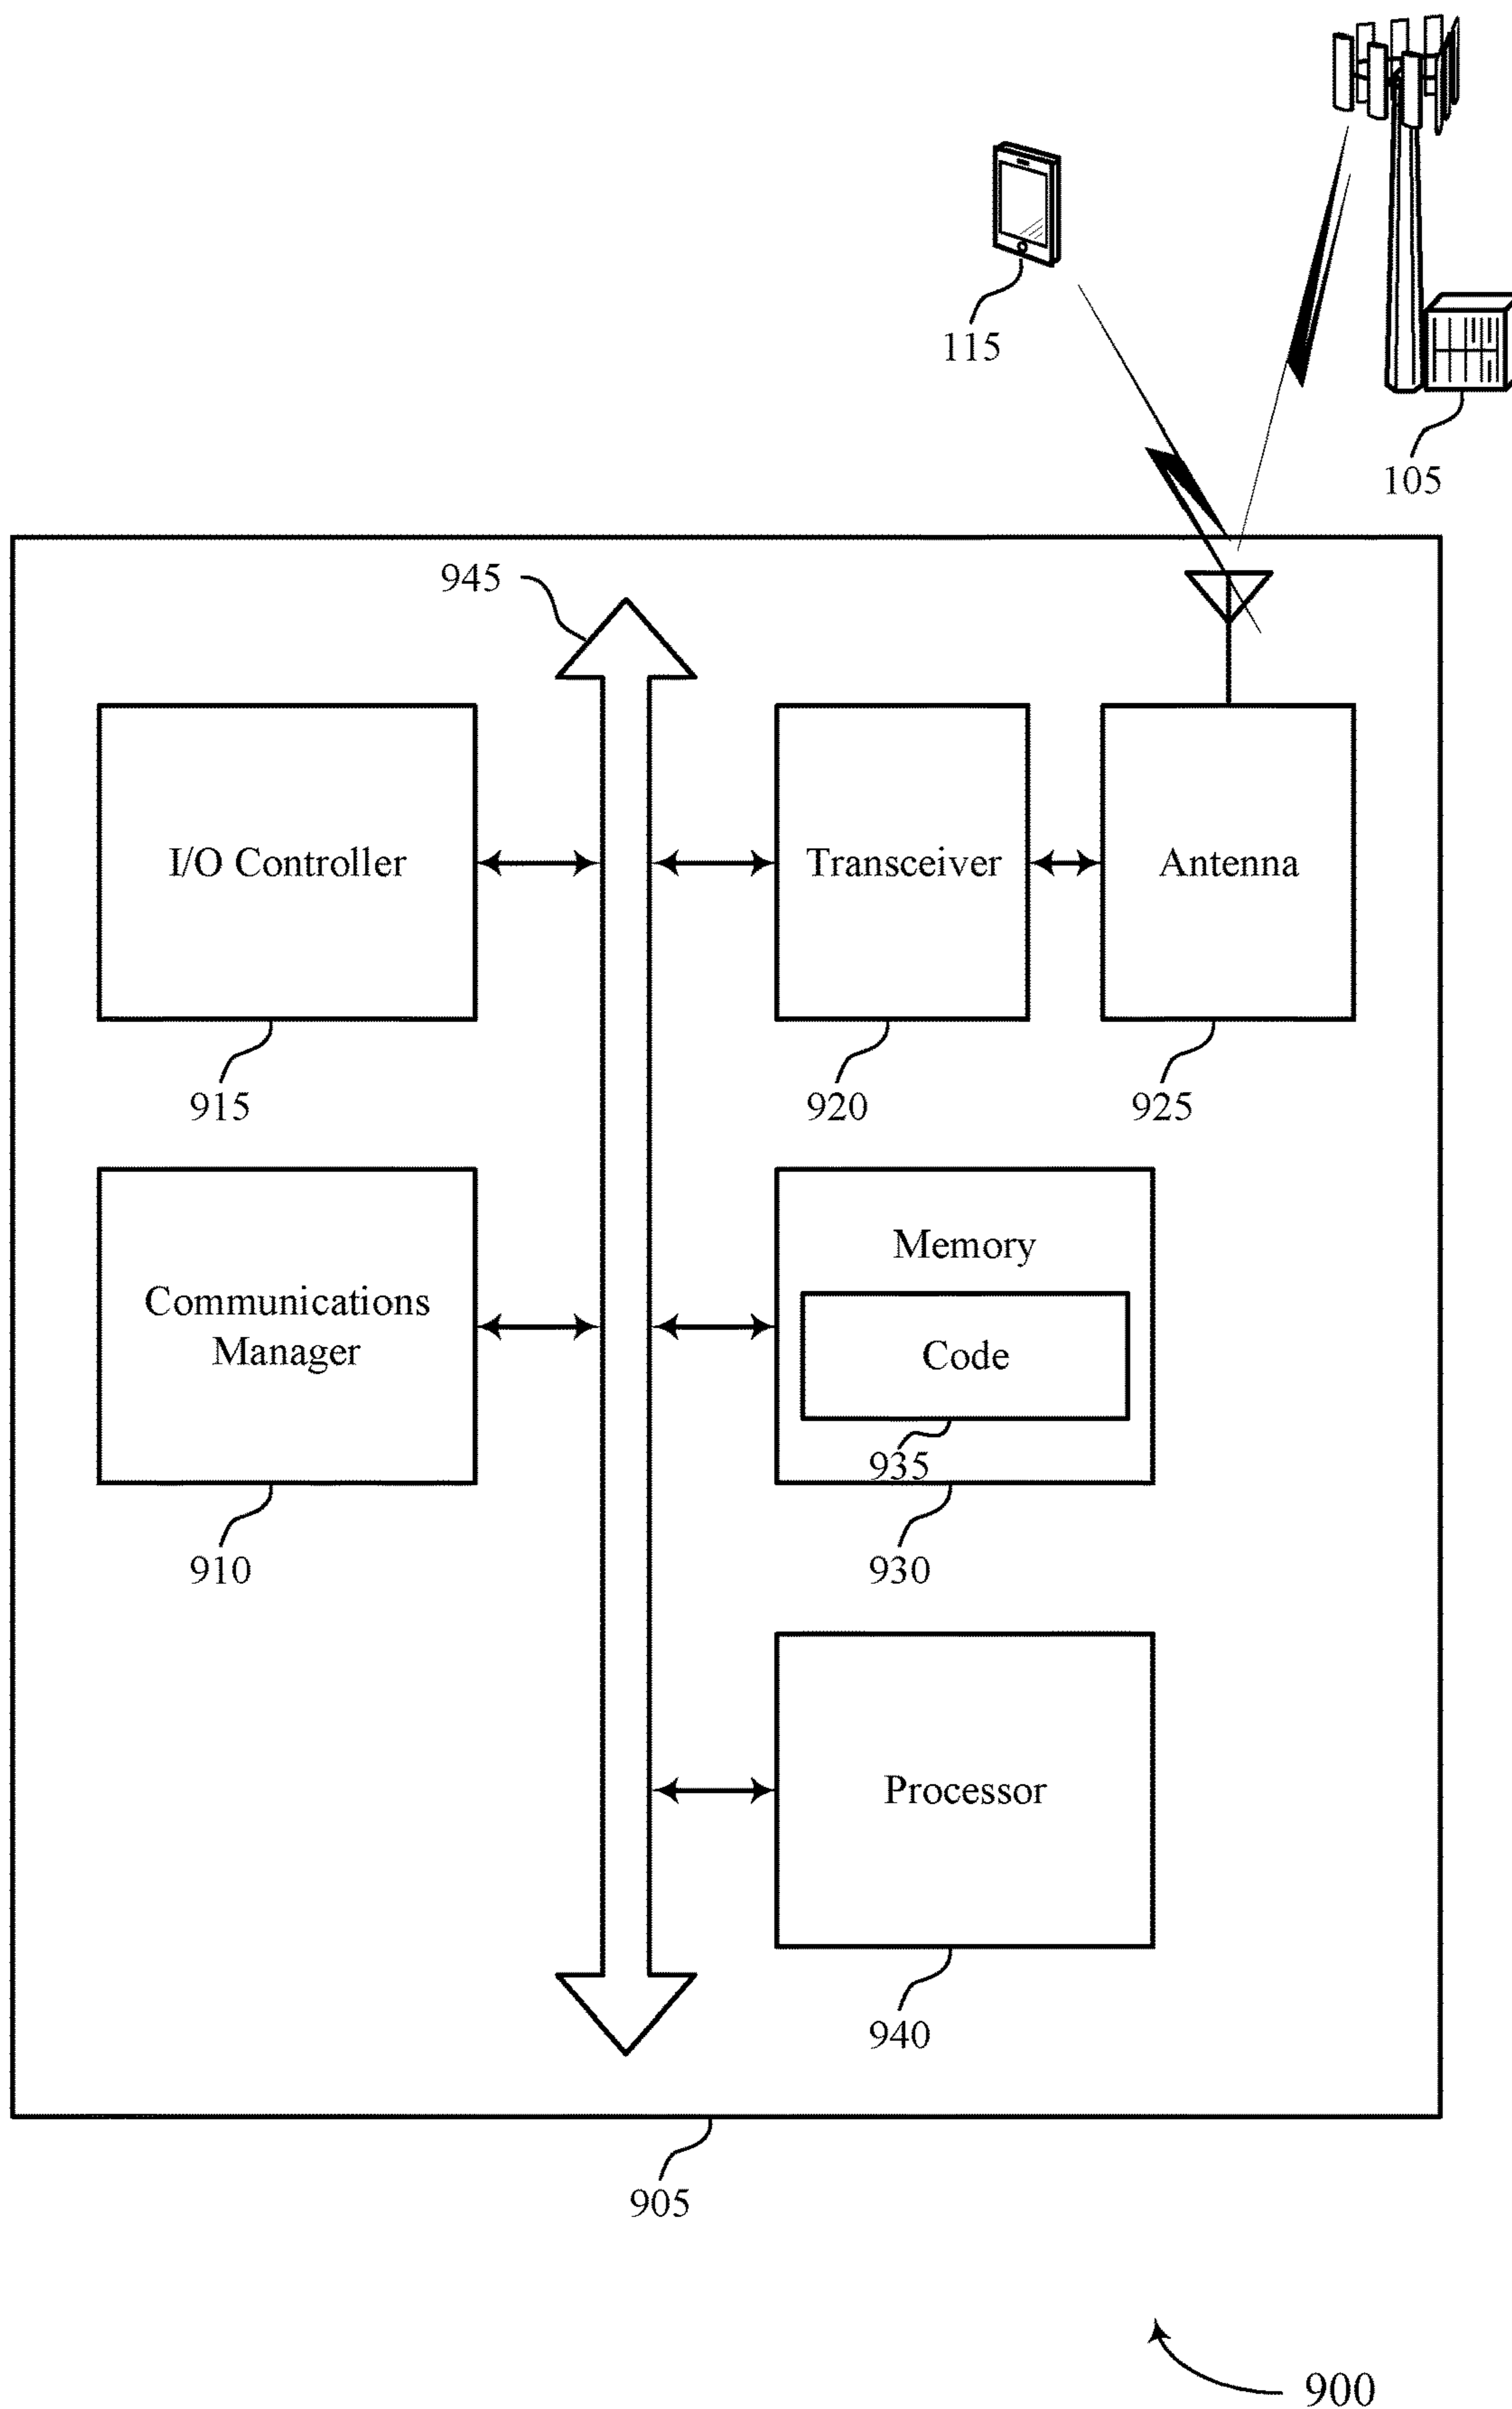 115
105
945
I/O Controller
Transceiver
Antenna
915
920
925
Communications
Manager
Memory
Code
935
910
930
Processor
940
905
900